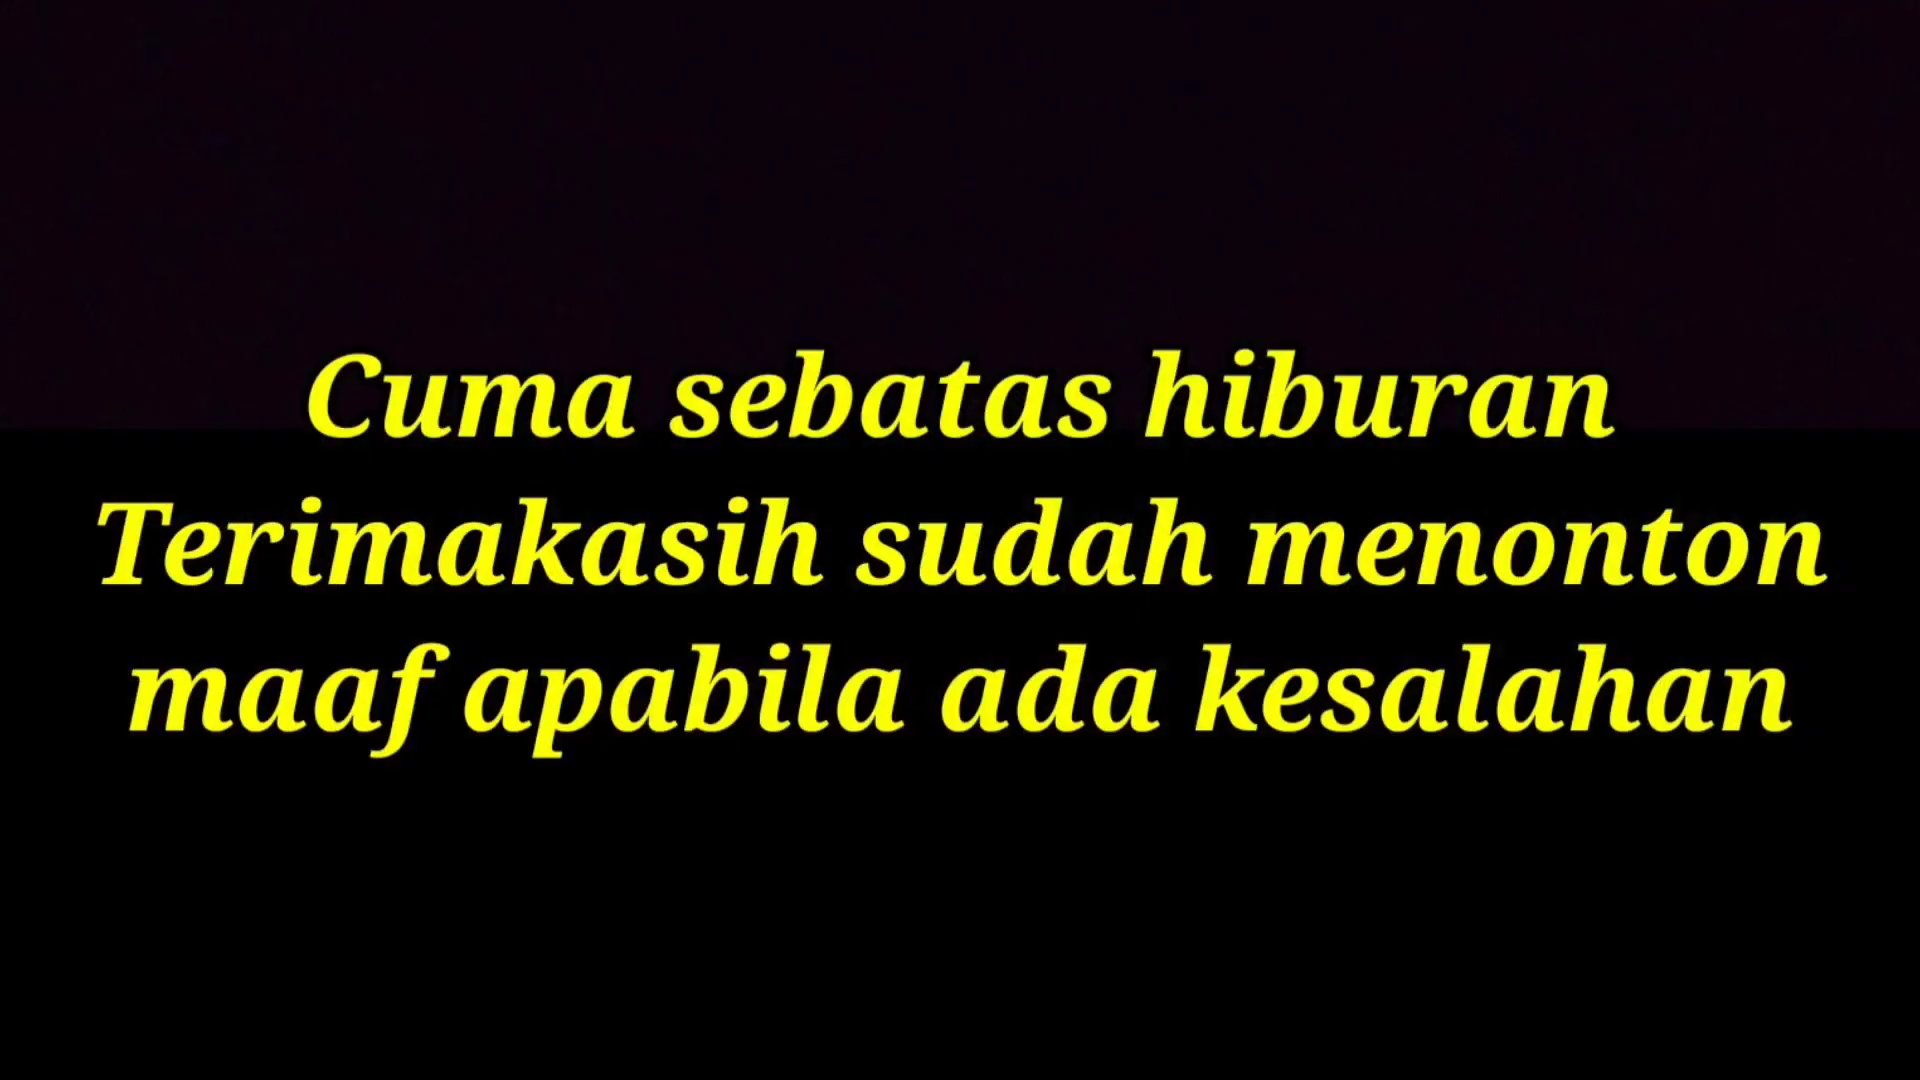 Cuma sebatas hiburan
Terimakasih sudah menonton
maaf apabila ada kesalahan